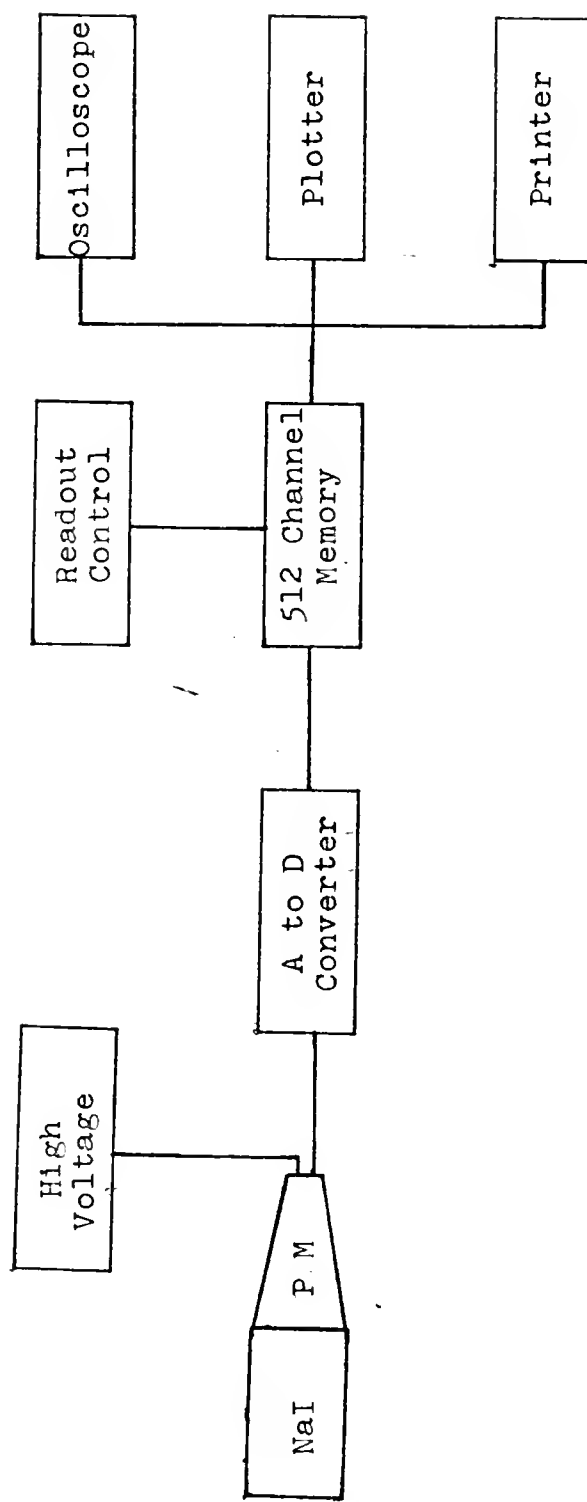 High
Voltage
NaI
P M
A to D
Converter
Readout
Control
512 Channel
Memory
Oscilloscope
Plotter
Printer